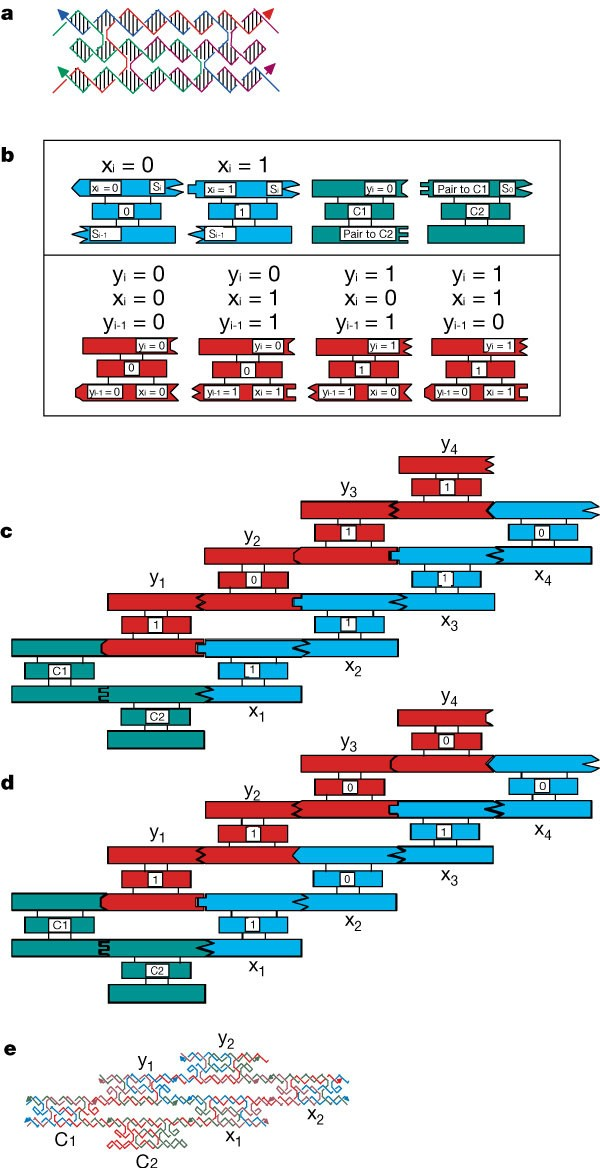 a
b
xi = 0 xi = 1
xi = 0 Si xi = 1 Si yi = 0 Pair to C1 S0
0 1 C1 C2
Si-1 Si-1 Pair to C2
yi = 0 yi = 0 yi = 1 yi = 1
xi = 0 xi = 1 xi = 0 xi = 1
yi-1 = 0 yi-1 = 1 yi-1 = 1 yi-1 = 0
yi = 0 yi = 0 yi = 1 yi = 1
0 0 1 1
yi-1 = 0 xi = 0 yi-1 = 1 xi = 1 yi-1 = 1 xi = 0 yi-1 = 0 xi = 1
y4
1
y3
c
1 0
y2
x4
0 1
y1
x3
1 1
x2
C1 1
x1
C2
y4
0
y3
d
0 0
y2
x4
1 1
y1
x3
1 0
x2
C1 1
x1
C2
e
y2
y1
x2
C1 x1
C2